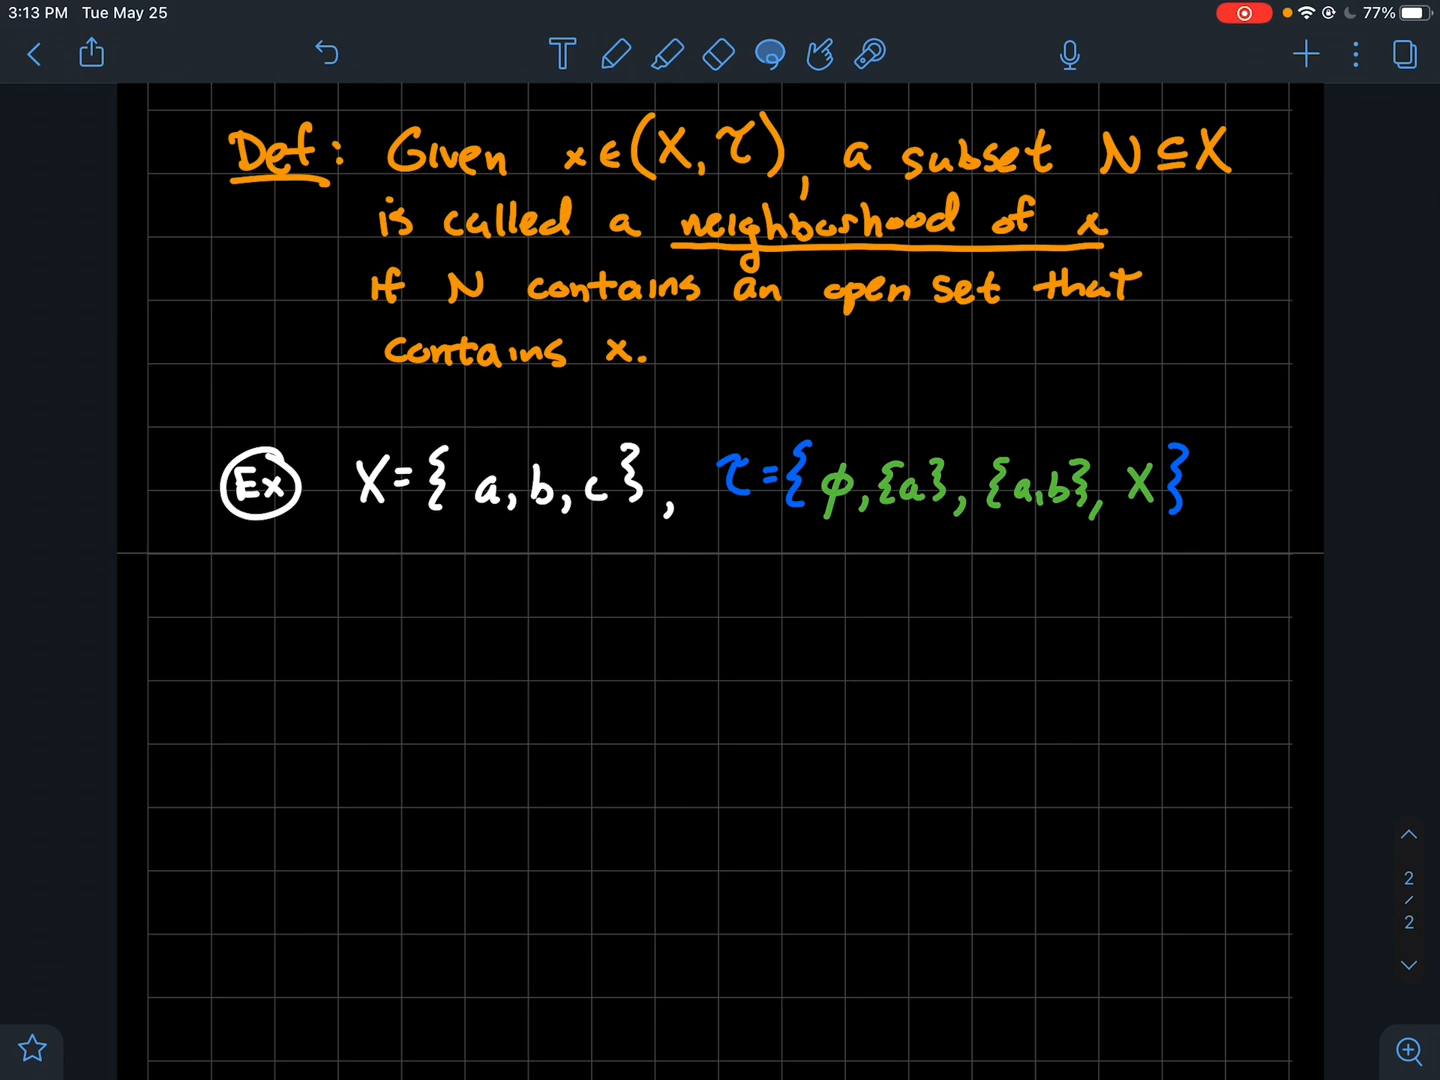 3:13 PM Tue May 25
77%
Def: Given x∈(X,τ), a subset N⊆X
is called a neighborhood of x
if N contains an open set that
contains x.
Ex X={a,b,c}, τ={φ,{a},{a,b},X}
2
/
2